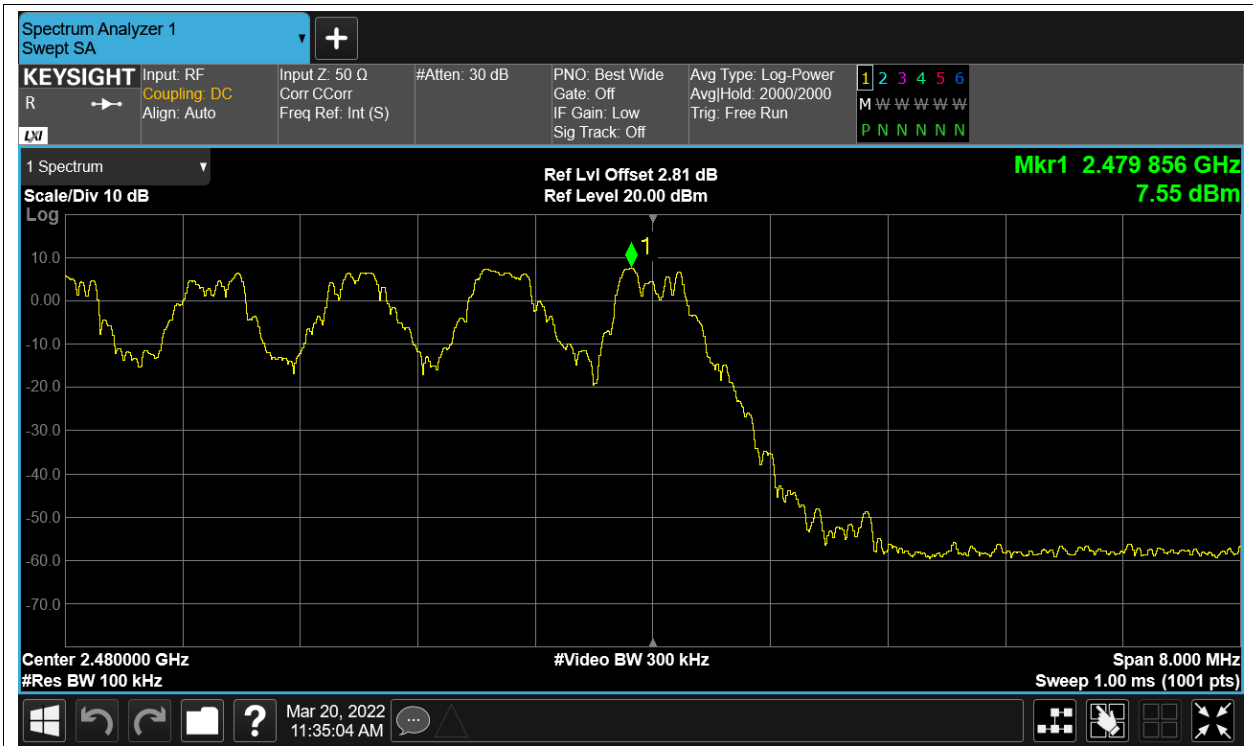 Spectrum Analyzer 1
Swept SA
+
KEYSIGHT
R
LXI
Input: RF
Coupling: DC
Align: Auto
Input Z: 50 Ω
Corr CCorr
Freq Ref: Int (S)
#Atten: 30 dB
PNO: Best Wide
Gate: Off
IF Gain: Low
Sig Track: Off
Avg Type: Log-Power
Avg|Hold: 2000/2000
Trig: Free Run
1 2 3 4 5 6
M W W W W W
P N N N N N
1 Spectrum
Scale/Div 10 dB
Log
Ref Lvl Offset 2.81 dB
Ref Level 20.00 dBm
Mkr1 2.479 856 GHz
7.55 dBm
1
10.0
0.00
-10.0
-20.0
-30.0
-40.0
-50.0
-60.0
-70.0
Center 2.480000 GHz
#Res BW 100 kHz
#Video BW 300 kHz
Span 8.000 MHz
Sweep 1.00 ms (1001 pts)
?
Mar 20, 2022
11:35:04 AM